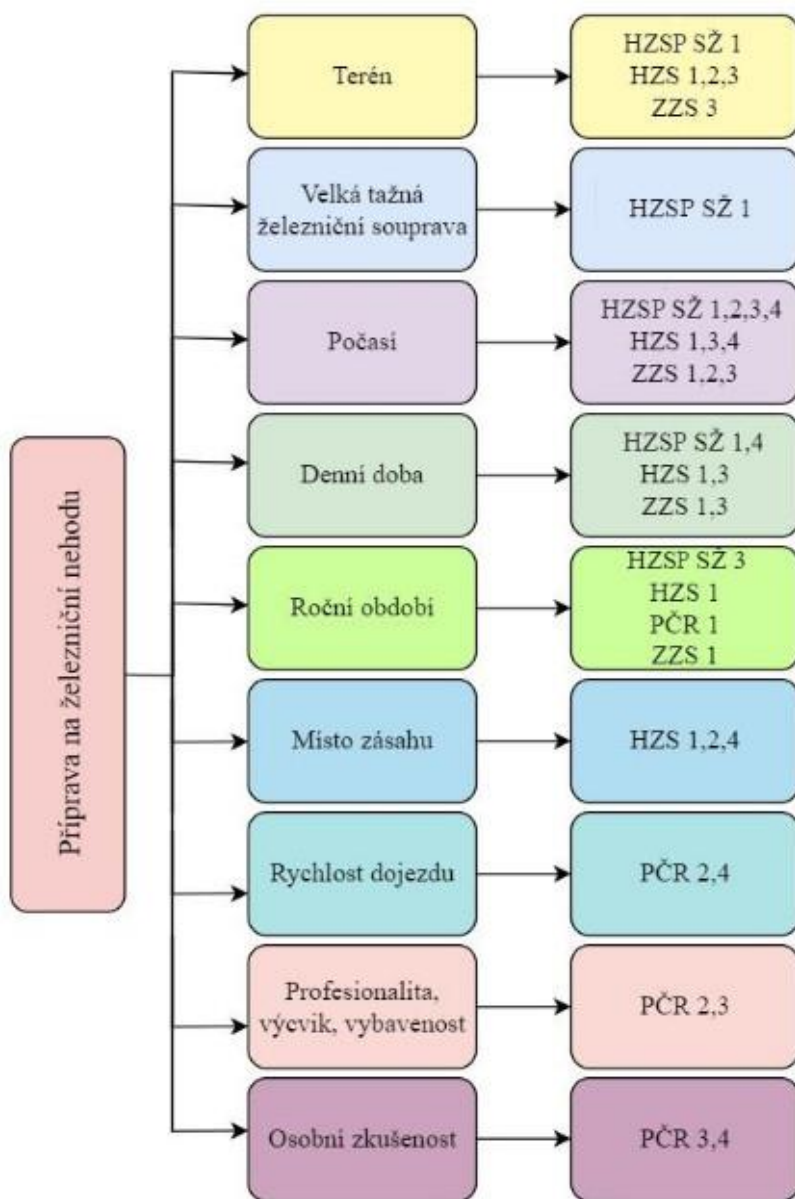 Příprava na železniční nehodu
Terén
HZSP SŽ 1
HZS 1,2,3
ZZS 3
Velká tažná
železniční souprava
HZSP SŽ 1
Počasí
HZSP SŽ 1,2,3,4
HZS 1,3,4
ZZS 1,2,3
Denní doba
HZSP SŽ 1,4
HZS 1,3
ZZS 1,3
Roční období
HZSP SŽ 3
HZS 1
PČR 1
ZZS 1
Místo zásahu
HZS 1,2,4
Rychlost dojezdu
PČR 2,4
Profesionalita,
výcvik, vybavenost
PČR 2,3
Osobní zkušenost
PČR 3,4